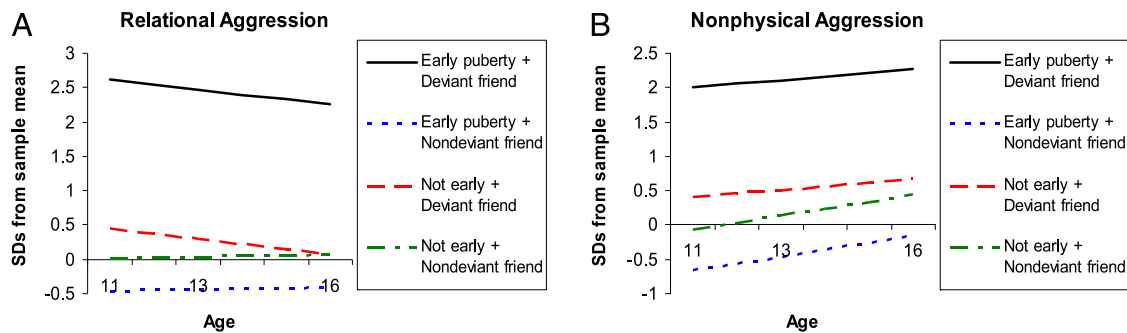 A
Relational Aggression
SDs from sample mean
3
2.5
2
1.5
1
0.5
0
-0.5
11
13
16
Age
Early puberty +
Deviant friend
Early puberty +
Nondeviant friend
Not early +
Deviant friend
Not early +
Nondeviant friend
B
Nonphysical Aggression
SDs from sample mean
2.5
2
1.5
1
0.5
0
-0.5
-1
11
13
16
Age
Early puberty +
Deviant friend
Early puberty +
Nondeviant friend
Not early +
Deviant friend
Not early +
Nondeviant friend